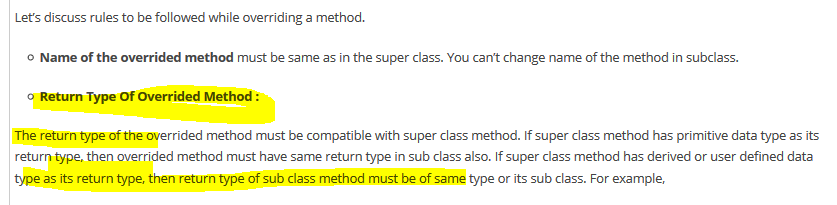 Let's discuss rules to be followed while overriding a method.
Name of the overrided method must be same as in the super class. You can't change name of the method in subclass.
Return Type Of Overrided Method :
The return type of the overrided method must be compatible with super class method. If super class method has primitive data type as its
return type, then overrided method must have same return type in sub class also. If super class method has derived or user defined data
type as its return type, then return type of sub class method must be of same type or its sub class. For example,